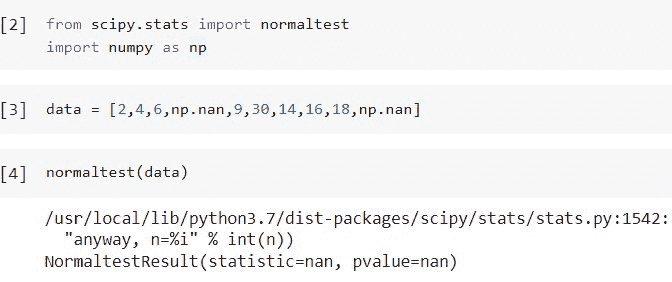 [2] from scipy.stats import normaltest
import numpy as np
[3] data = [2,4,6,np.nan,9,30,14,16,18,np.nan]
[4] normaltest(data)
/usr/local/lib/python3.7/dist-packages/scipy/stats/stats.py:1542:
"anyway, n=%i" % int(n))
NormaltestResult(statistic=nan, pvalue=nan)